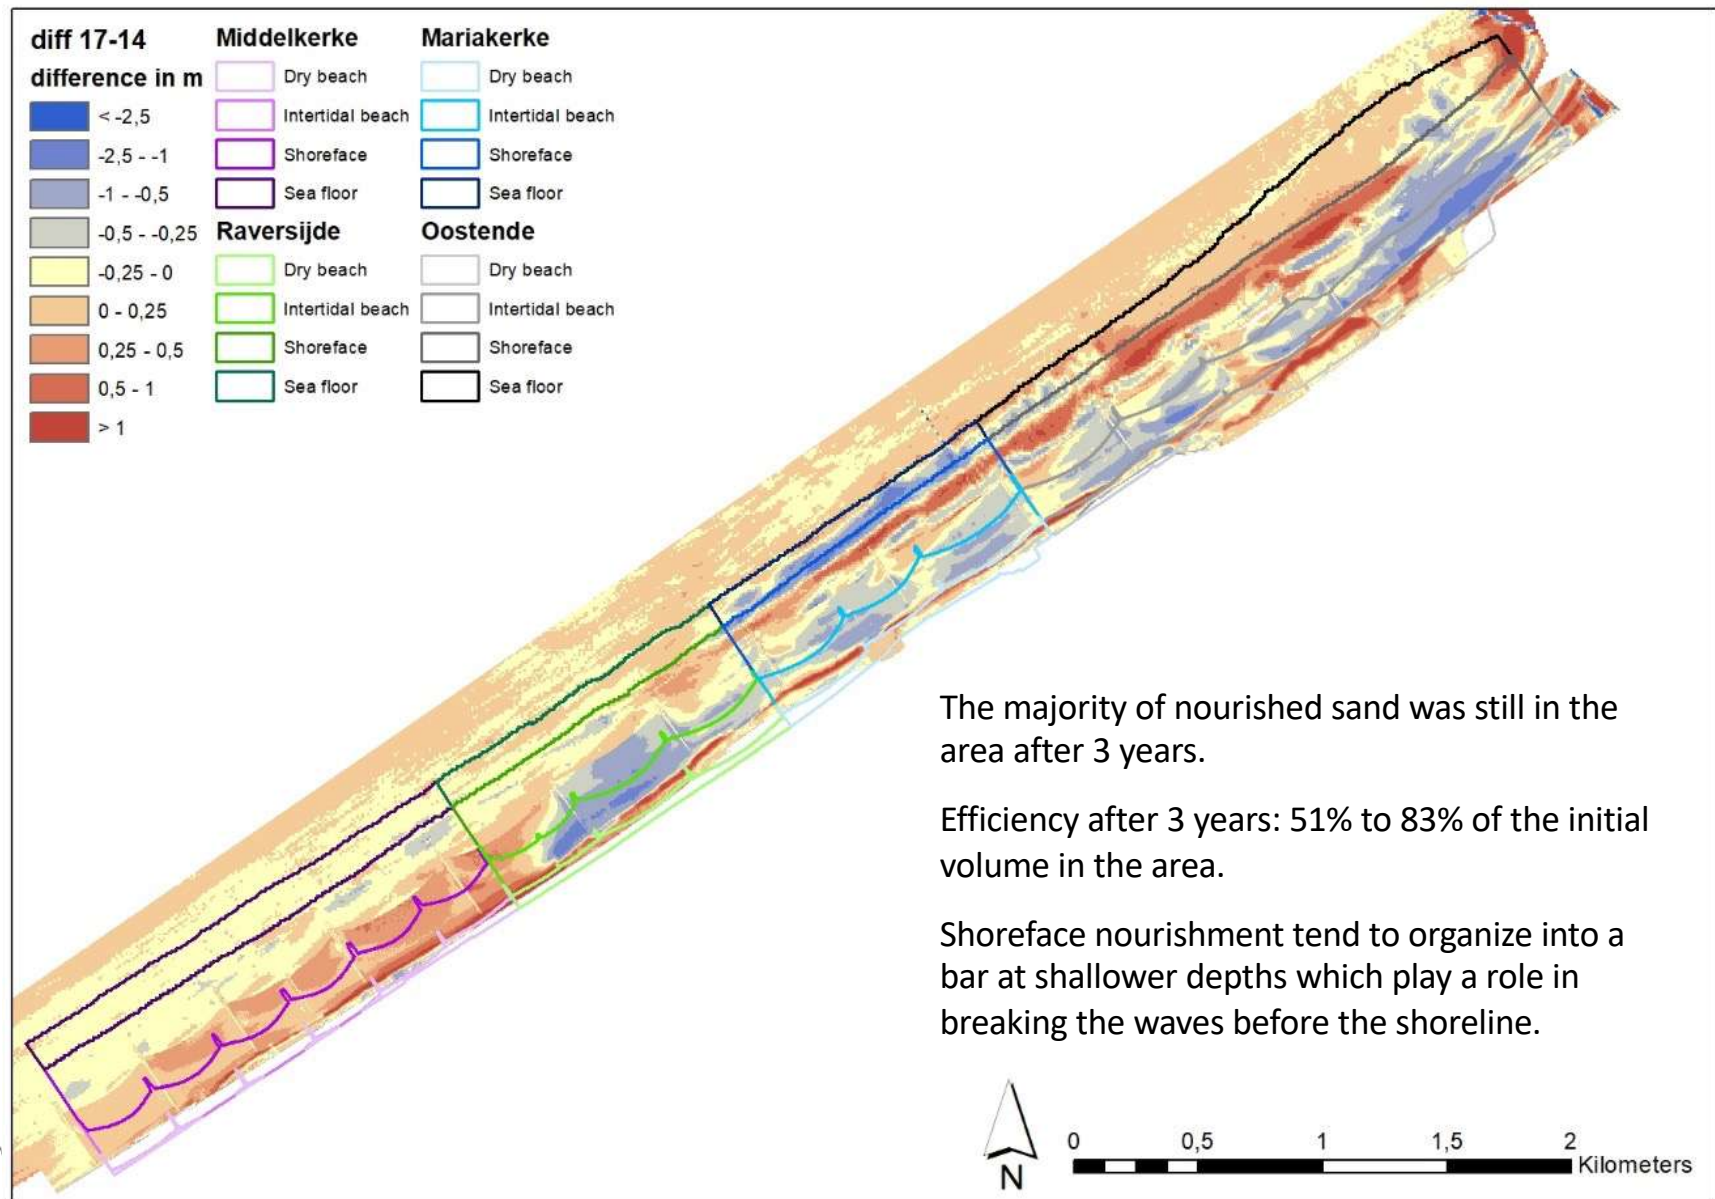 diff 17-14
difference in m
< -2,5
-2,5 - -1
-1 - -0,5
-0,5 - -0,25
-0,25 - 0
0 - 0,25
0,25 - 0,5
0,5 - 1
> 1
Middelkerke
Dry beach
Intertidal beach
Shoreface
Sea floor
Raversijde
Dry beach
Intertidal beach
Shoreface
Sea floor
Mariakerke
Dry beach
Intertidal beach
Shoreface
Sea floor
Oostende
Dry beach
Intertidal beach
Shoreface
Sea floor
The majority of nourished sand was still in the
area after 3 years.
Efficiency after 3 years: 51% to 83% of the initial
volume in the area.
Shoreface nourishment tend to organize into a
bar at shallower depths which play a role in
breaking the waves before the shoreline.
N
0 0,5 1 1,5 2
Kilometers